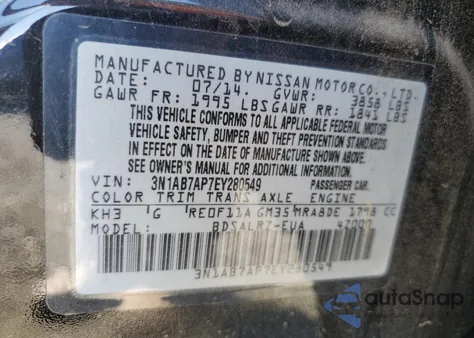 MANUFACTURED BY NISSAN MOTOR CO., LTD.
DATE: 07/14. GVWR: 3858 LBS
GAWR FR: 1995 LBS GAWR RR: 1841 LBS
THIS VEHICLE CONFORMS TO ALL APPLICABLE FEDERAL MOTOR
VEHICLE SAFETY, BUMPER AND THEFT PREVENTION STANDARDS
IN EFFECT ON THE DATE OF MANUFACTURE SHOWN ABOVE.
SEE OWNER'S MANUAL FOR ADDITIONAL INFORMATION.
VIN: 3N1AB7AP7EY280549 PASSENGER CAR.
COLOR TRIM TRANS AXLE ENGINE
KH3 G RE0F11A GM35 MRA8DE 1798 CC
MODEL BDSALRZ-EUA 47000
3N1AB7AP7EY280549
autoSnap